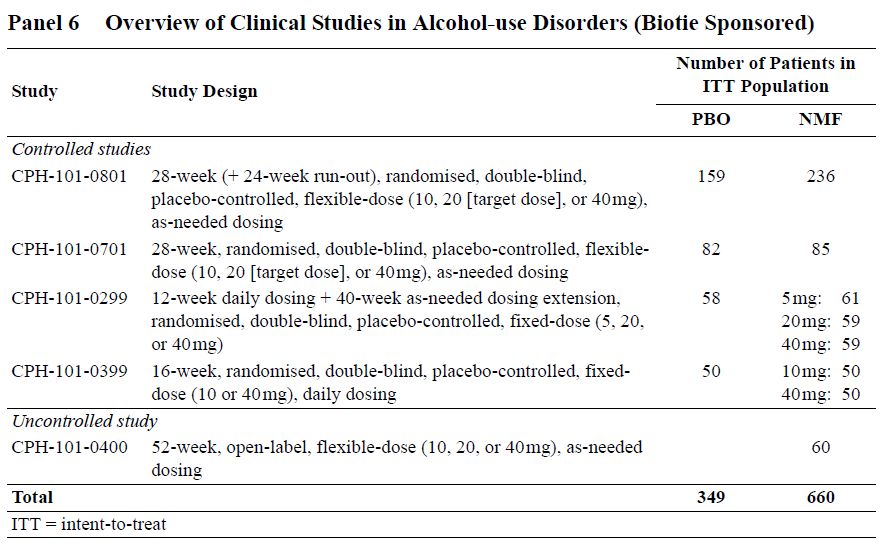 Panel 6 Overview of Clinical Studies in Alcohol-use Disorders (Biotie Sponsored)
Study Study Design Number of Patients in
ITT Population
PBO NMF
Controlled studies
CPH-101-0801 28-week (+ 24-week run-out), randomised, double-blind, 159 236
placebo-controlled, flexible-dose (10, 20 [target dose], or 40mg),
as-needed dosing
CPH-101-0701 28-week, randomised, double-blind, placebo-controlled, flexible- 82 85
dose (10, 20 [target dose], or 40mg), as-needed dosing
CPH-101-0299 12-week daily dosing + 40-week as-needed dosing extension, 58 5mg: 61
randomised, double-blind, placebo-controlled, fixed-dose (5, 20, 20mg: 59
or 40mg) 40mg: 59
CPH-101-0399 16-week, randomised, double-blind, placebo-controlled, fixed- 50 10mg: 50
dose (10 or 40mg), daily dosing 40mg: 50
Uncontrolled study
CPH-101-0400 52-week, open-label, flexible-dose (10, 20, or 40mg), as-needed 60
dosing
Total 349 660
ITT = intent-to-treat